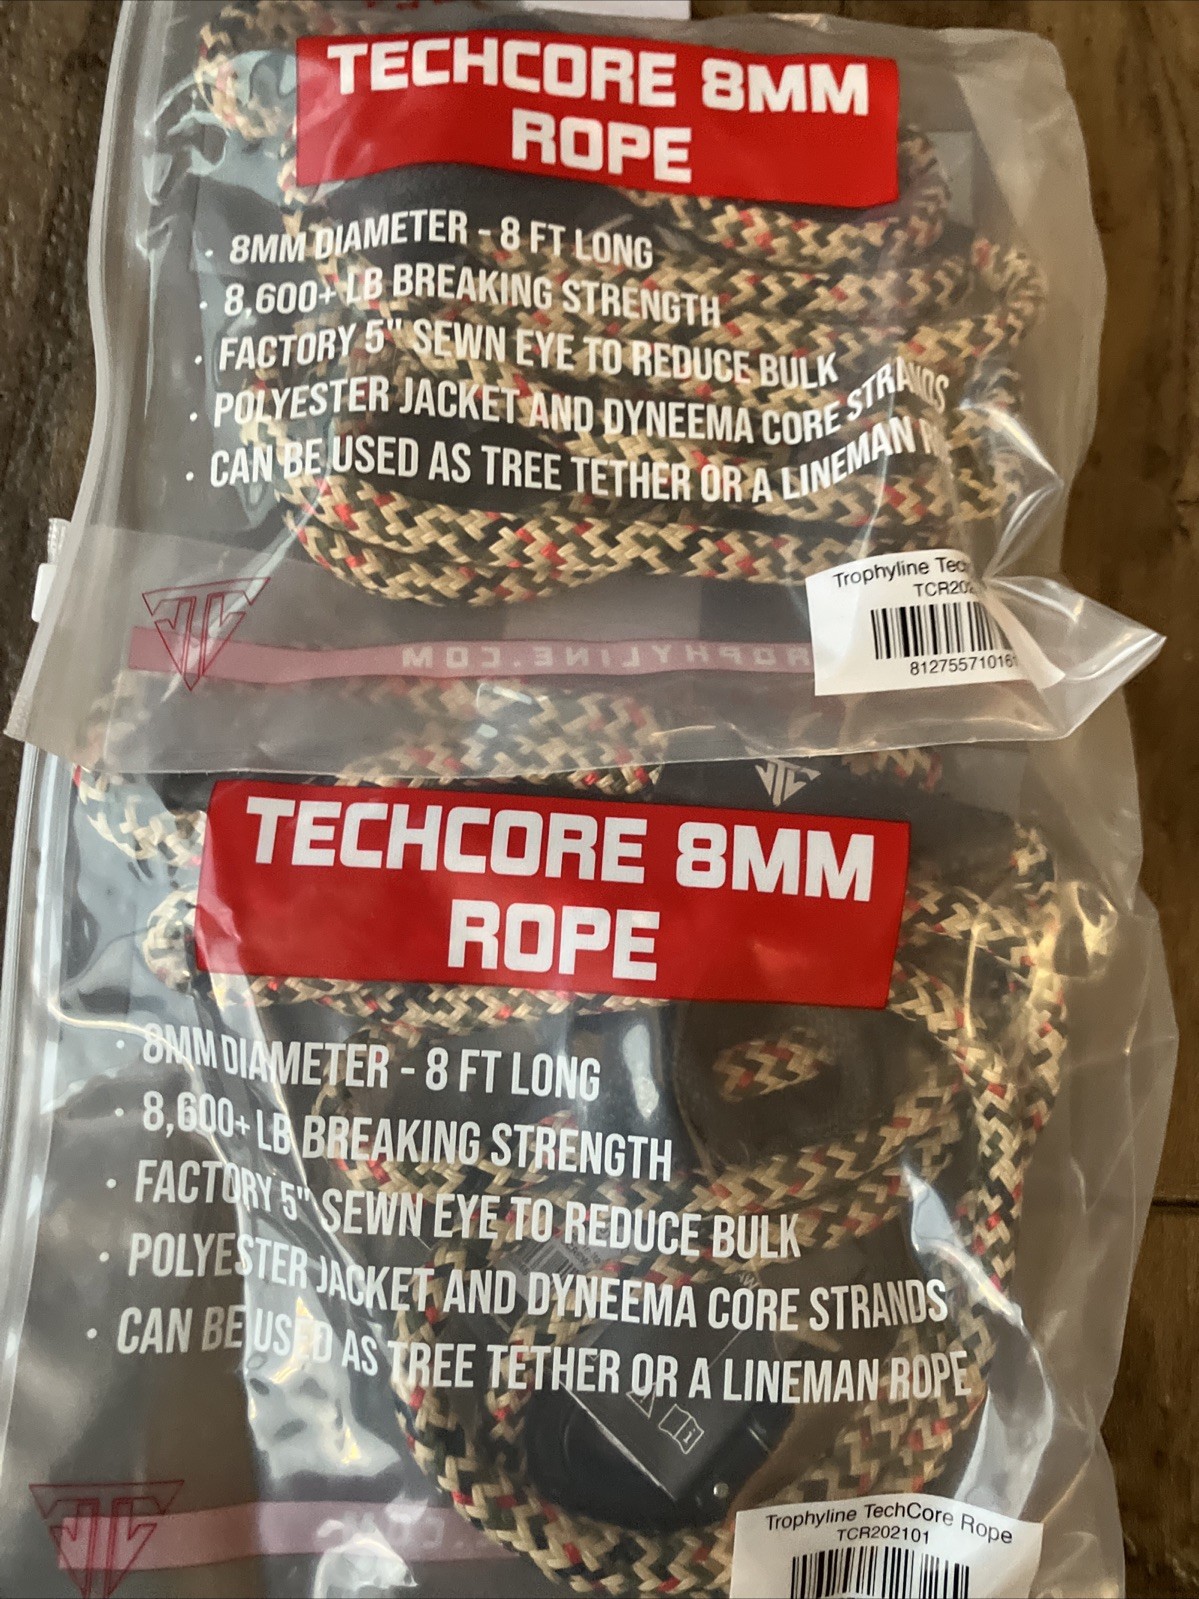 TECHCORE 8MM
ROPE
· 8MM DIAMETER - 8 FT LONG
· 8,600+ LB BREAKING STRENGTH
· FACTORY 5" SEWN EYE TO REDUCE BULK
· POLYESTER JACKET AND DYNEEMA CORE STRANDS
· CAN BE USED AS TREE TETHER OR A LINEMAN
Trophyline
81275571016
TECHCORE 8MM
ROPE
· 8MM DIAMETER - 8 FT LONG
· 8,600+ LB BREAKING STRENGTH
· FACTORY 5" SEWN EYE TO REDUCE BULK
· POLYESTER JACKET AND DYNEEMA CORE STRANDS
· CAN BE USED AS TREE TETHER OR A LINEMAN ROPE
Trophyline TechCore Rope
TCR202101